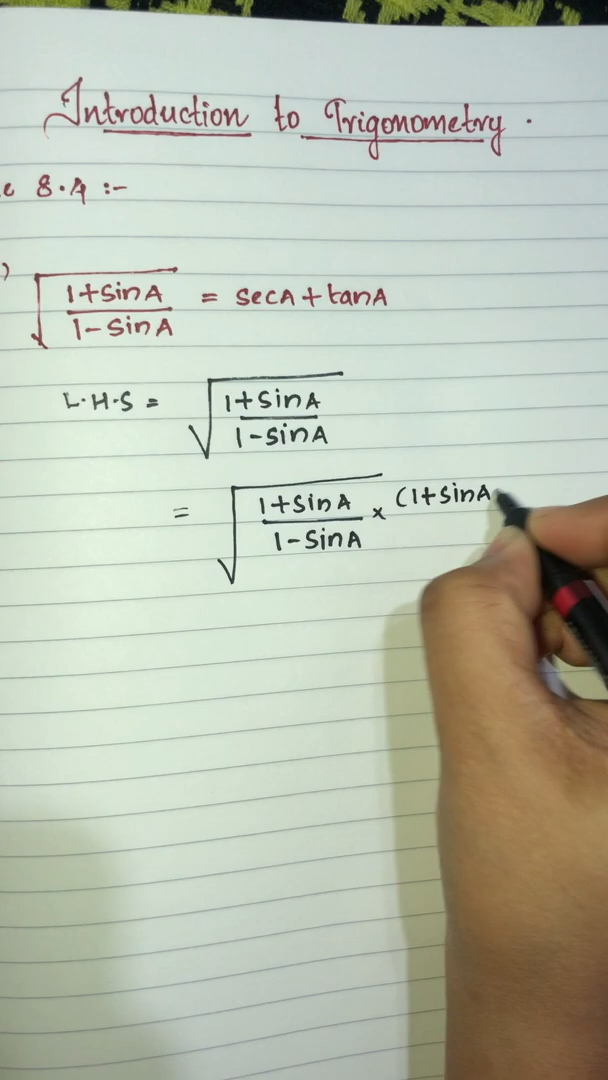 Introduction to Trigonometry.
8.4 :-
) √((1+sinA)/(1-sinA)) = secA + tanA
L.H.S = √((1+sinA)/(1-sinA))
= √((1+sinA)/(1-sinA) × (1+sinA